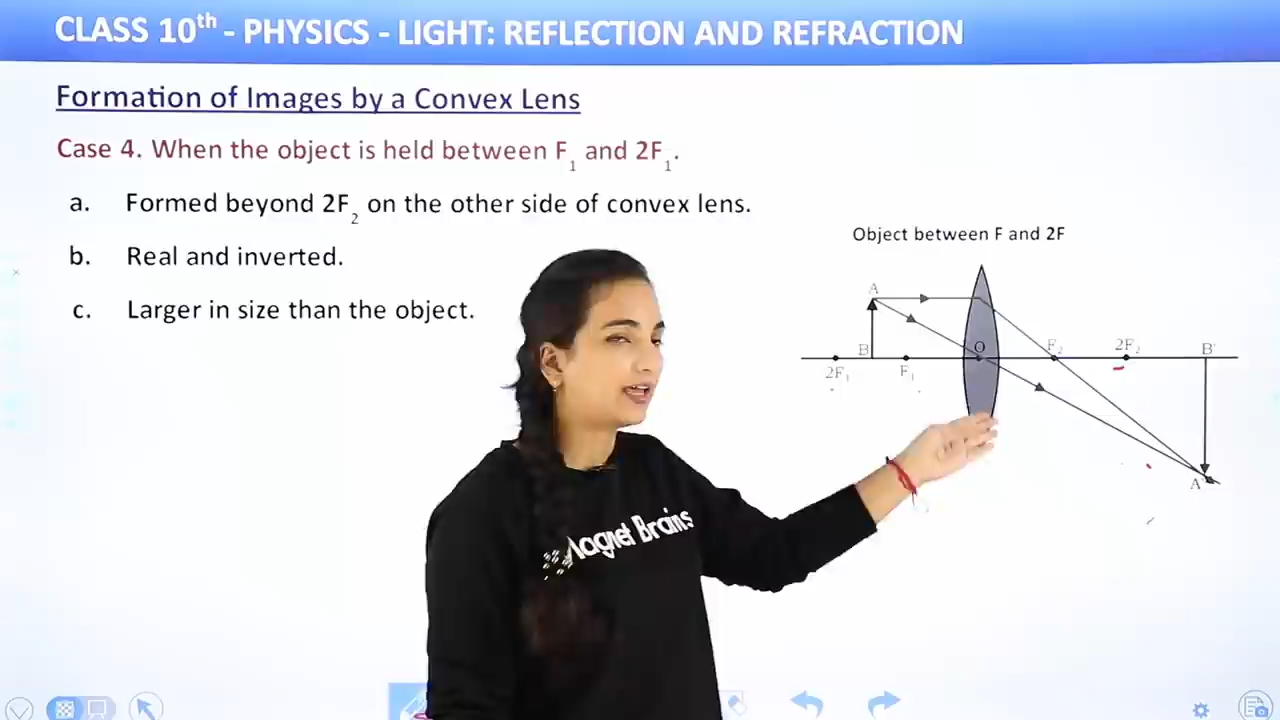 CLASS 10th - PHYSICS - LIGHT: REFLECTION AND REFRACTION
Formation of Images by a Convex Lens
Case 4. When the object is held between F1 and 2F1.
a. Formed beyond 2F2 on the other side of convex lens.
b. Real and inverted.
c. Larger in size than the object.
Object between F and 2F
A
B O F2 2F2 B'
2F1 F1
A'
Magnet Brains